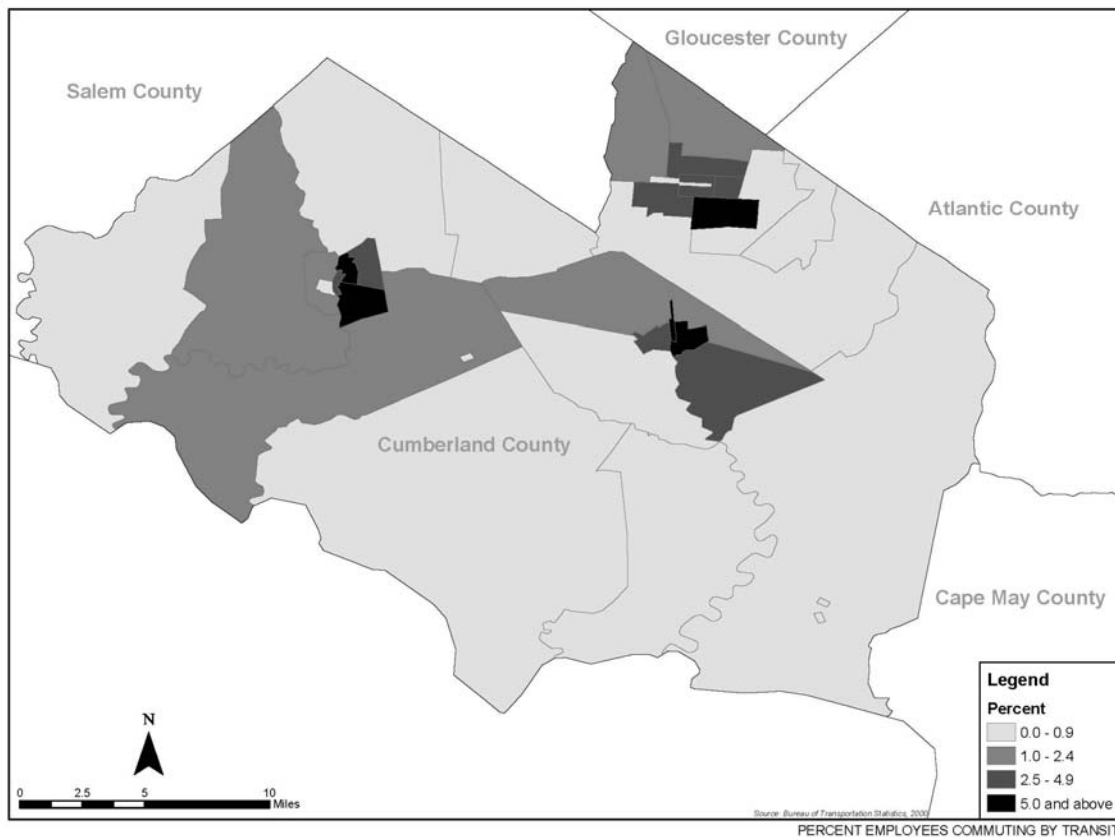 Gloucester County
Salem County
Atlantic County
Cumberland County
Cape May County
Legend
Percent
0.0 - 0.9
1.0 - 2.4
2.5 - 4.9
5.0 and above
N
0 2.5 5 10
Miles
Source: Bureau of Transportation Statistics, 2000
PERCENT EMPLOYEES COMMUTING BY TRANSIT